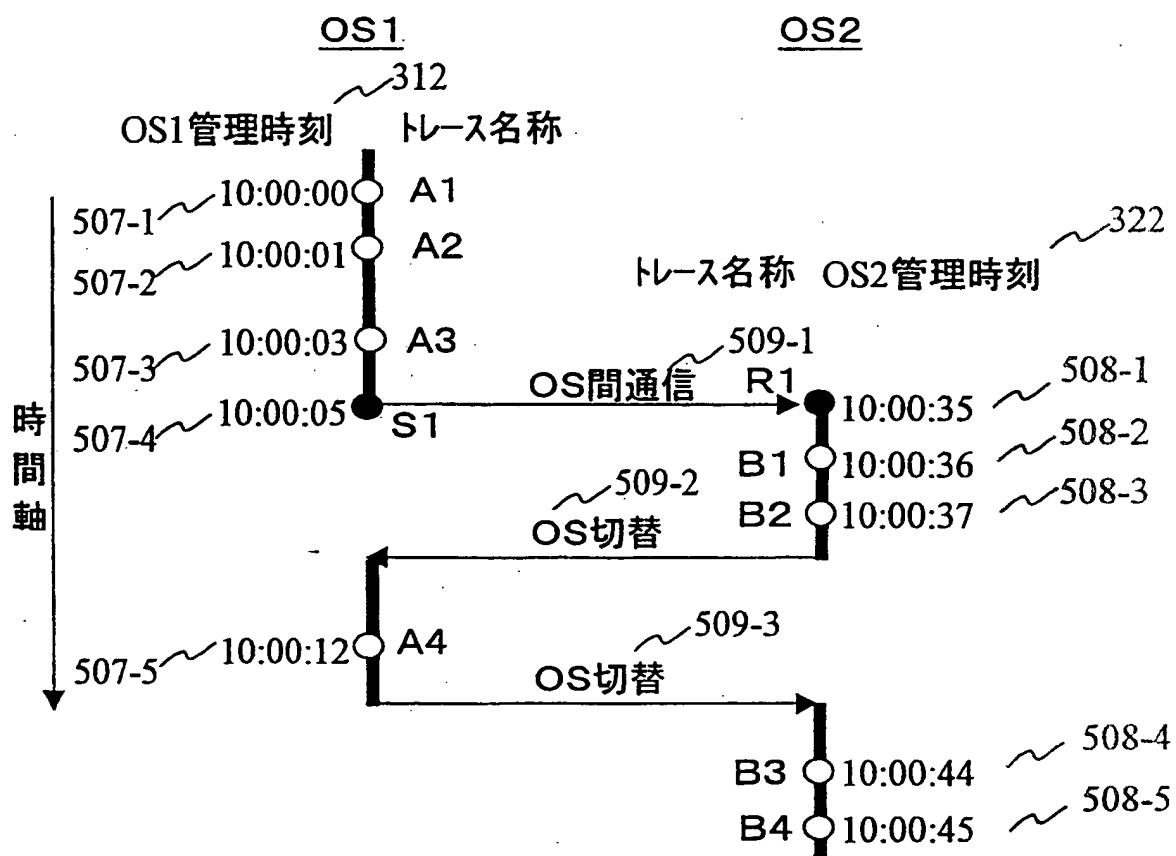 OS1 OS2
312
OS1管理時刻 トレース名称
507-1 10:00:00 A1
507-2 10:00:01 A2
322
トレース名称 OS2管理時刻
507-3 10:00:03 A3
509-1
OS間通信
507-4 10:00:05 S1
R1 10:00:35 508-1
B1 10:00:36 508-2
509-2
B2 10:00:37 508-3
OS切替
時間軸
507-5 10:00:12 A4
509-3
OS切替
B3 10:00:44 508-4
B4 10:00:45 508-5